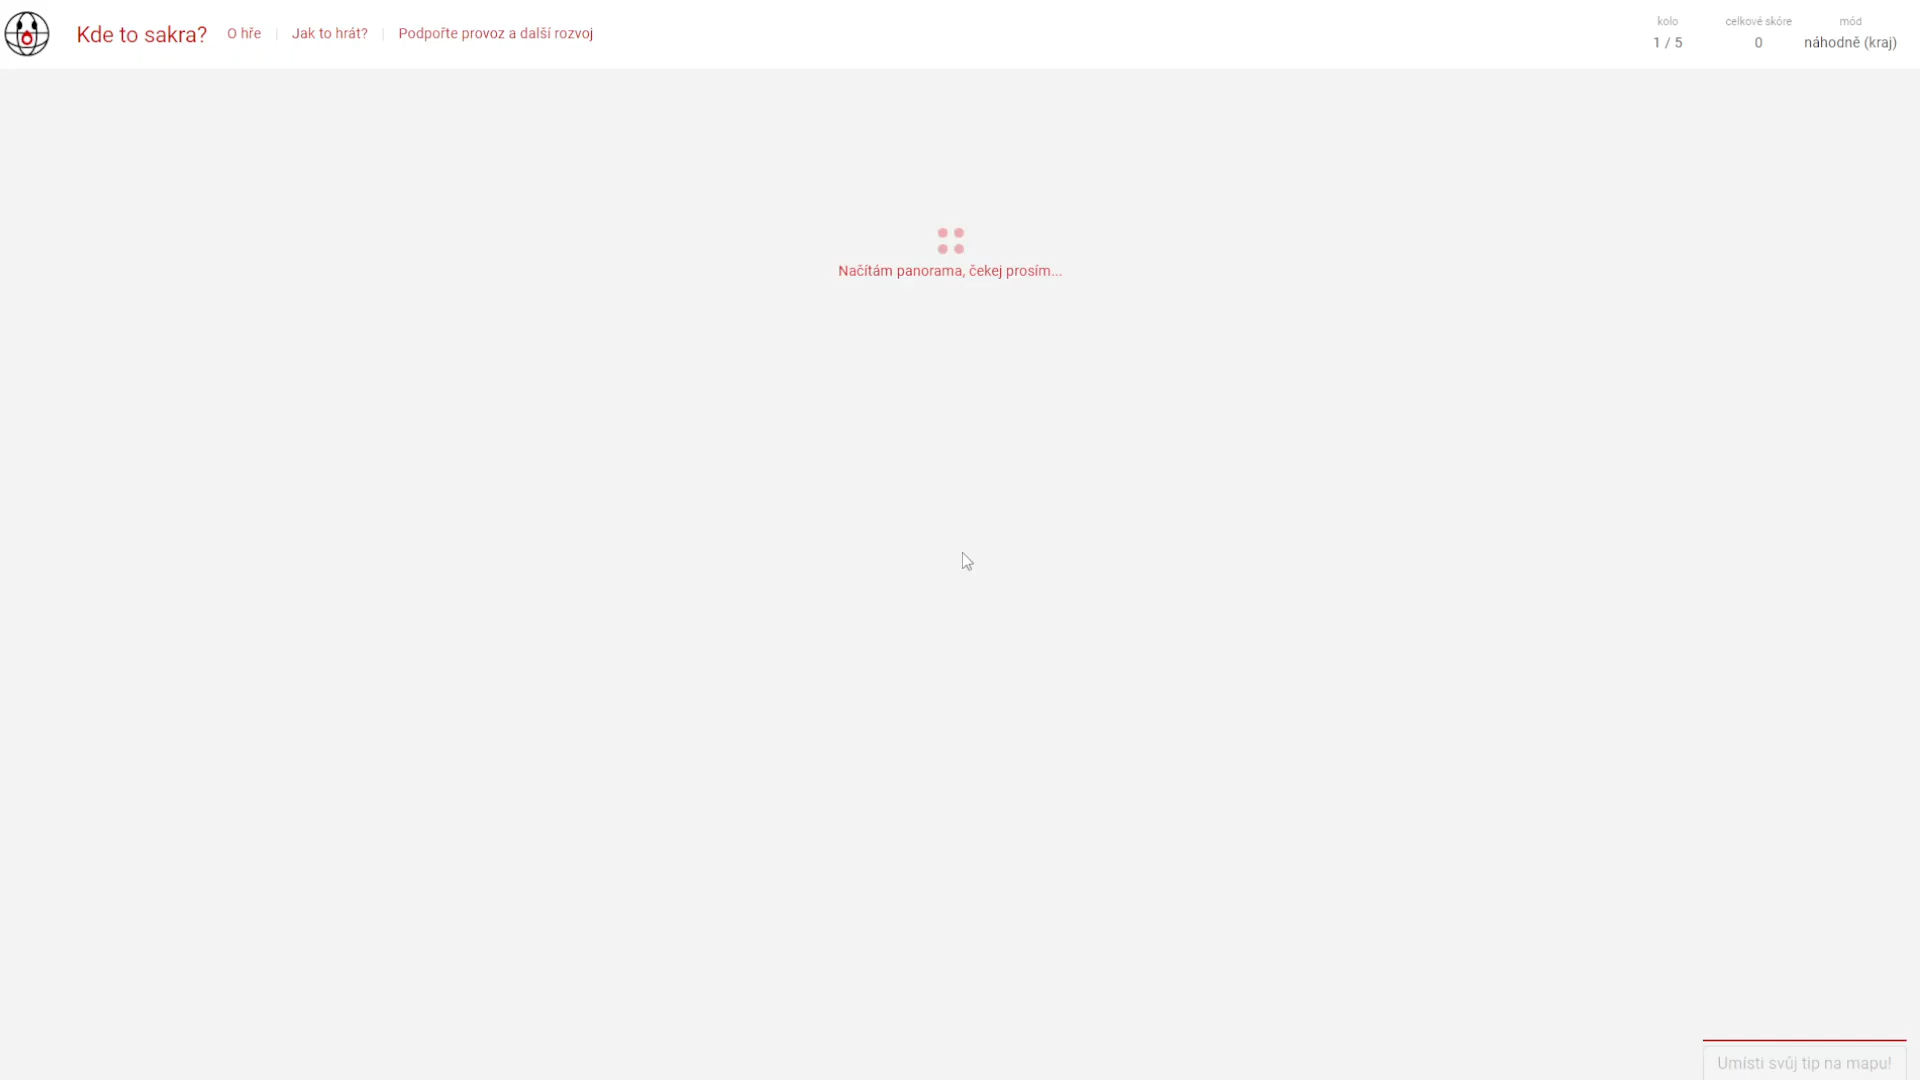 Kde to sakra?
O hře
Jak to hrát?
Podpořte provoz a další rozvoj
kolo
1 / 5
celkové skóre
0
mód
náhodně (kraj)
Načítám panorama, čekej prosím...
Umísti svůj tip na mapu!